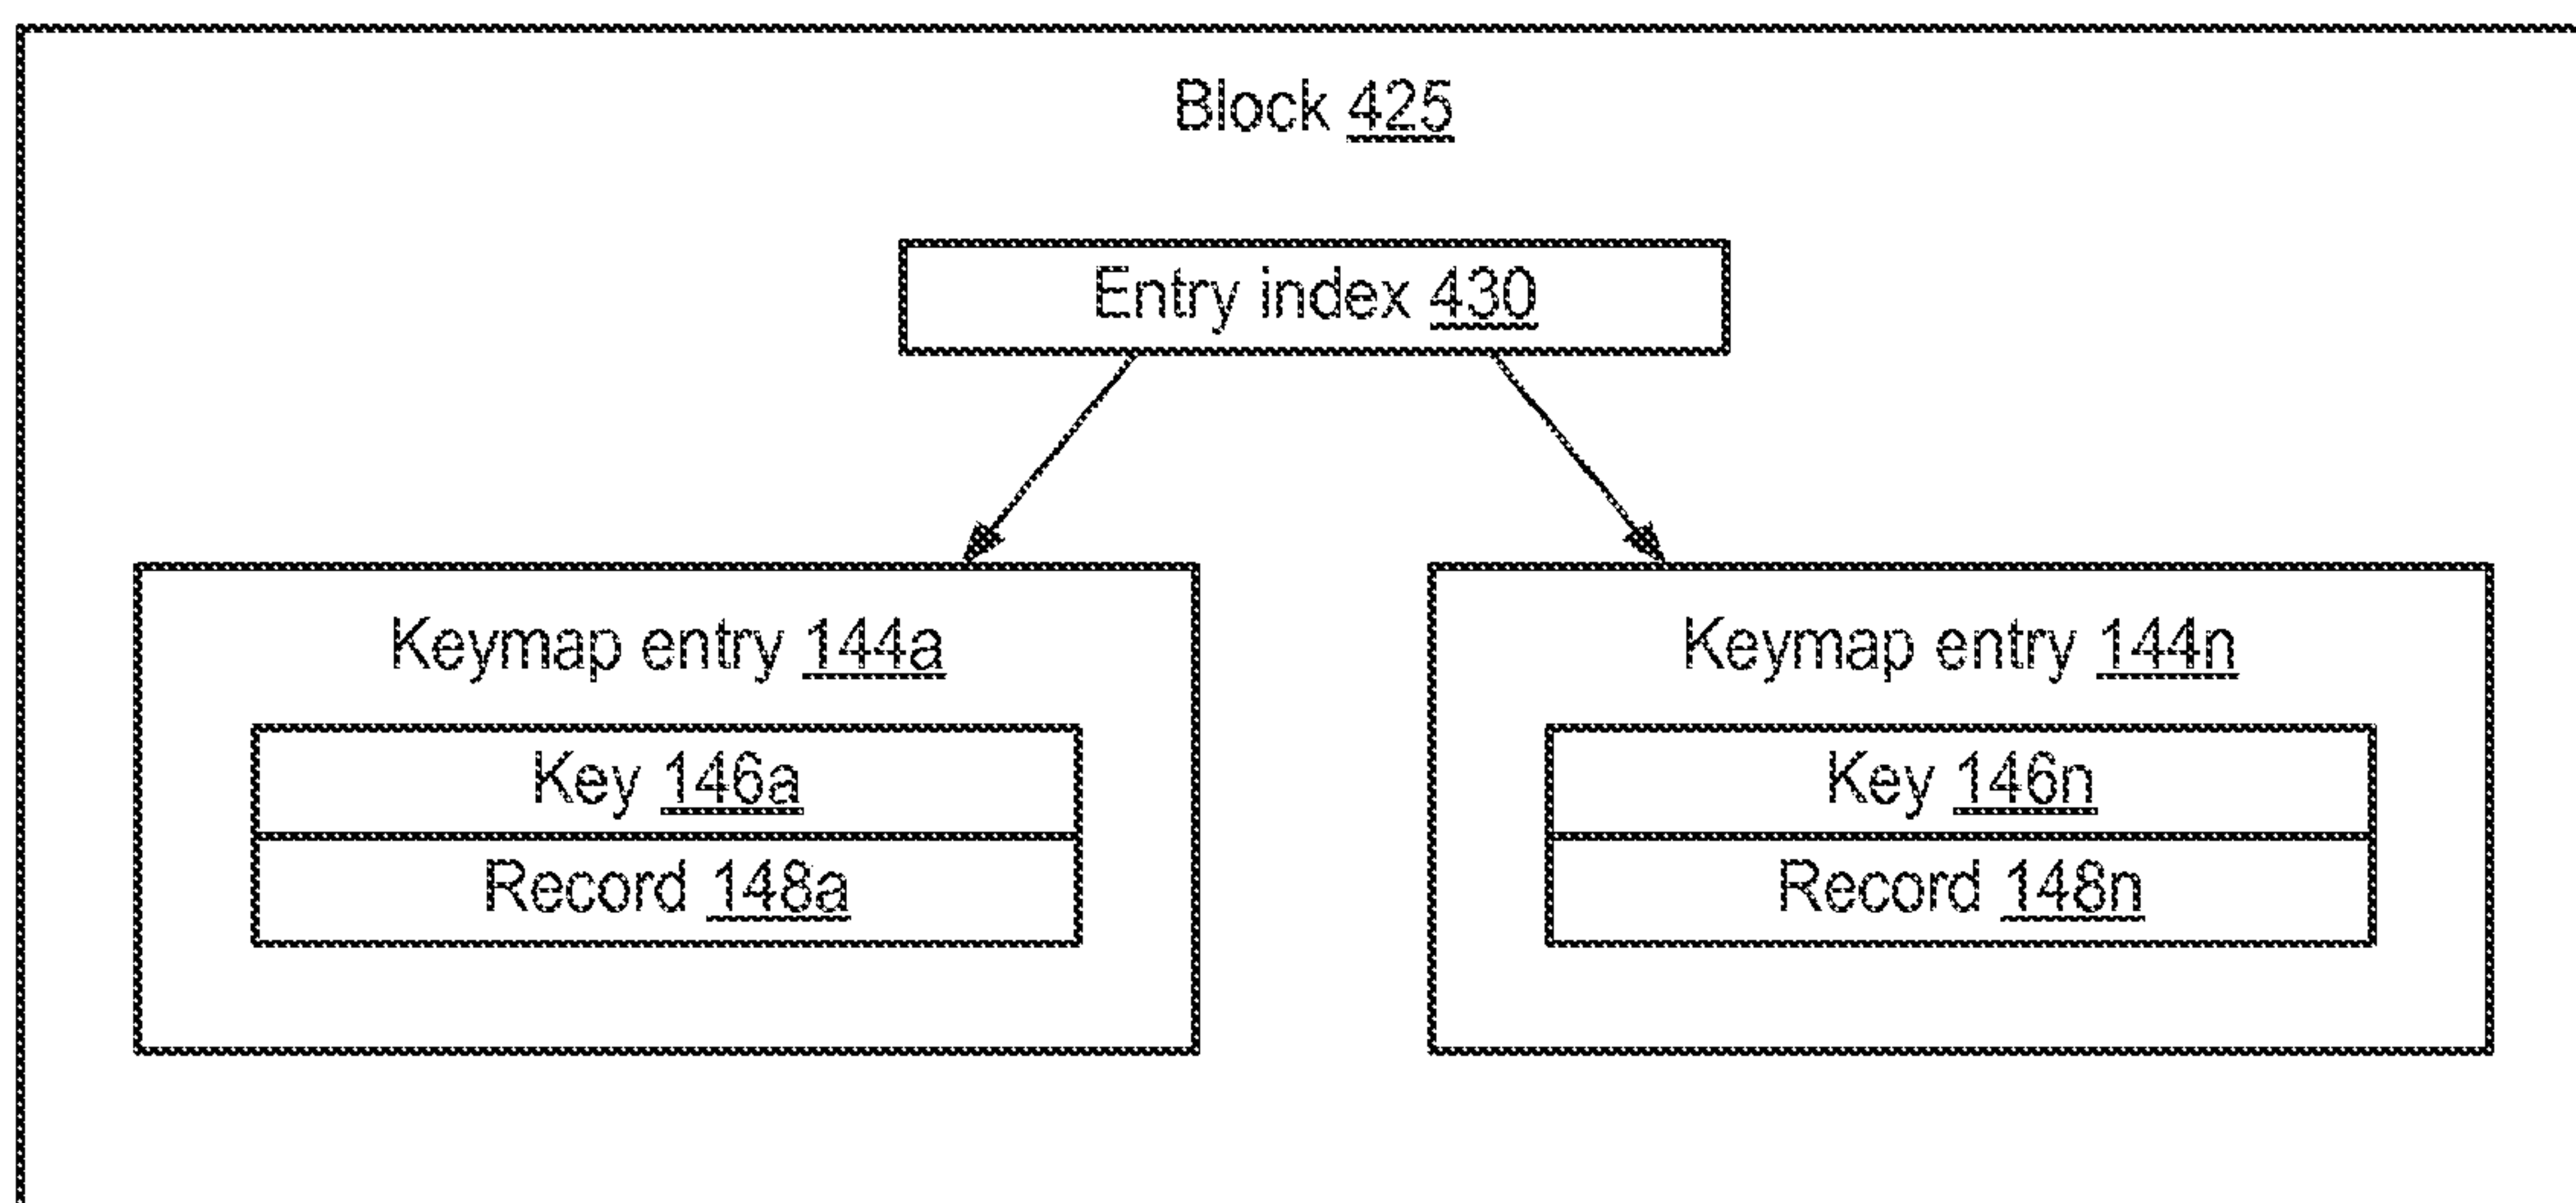 Block 425
Entry index 430
Keymap entry 144a
Key 146a
Record 148a
Keymap entry 144n
Key 146n
Record 148n